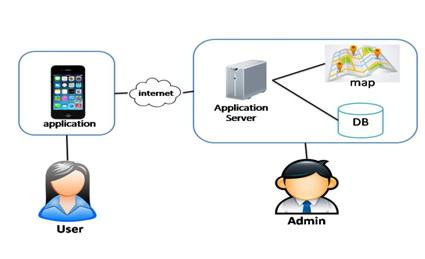 application
User
internet
Application
Server
map
DB
Admin